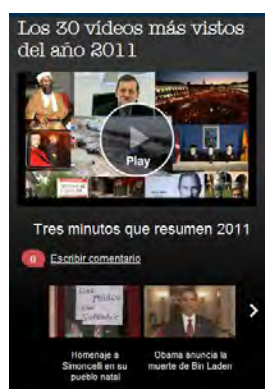 Los 30 vídeos más vistos
del año 2011
Play
Tres minutos que resumen 2011
0 Escribir comentario
Homenaje a
Simoncelli en su
pueblo natal
Obama anuncia la
muerte de Bin Laden